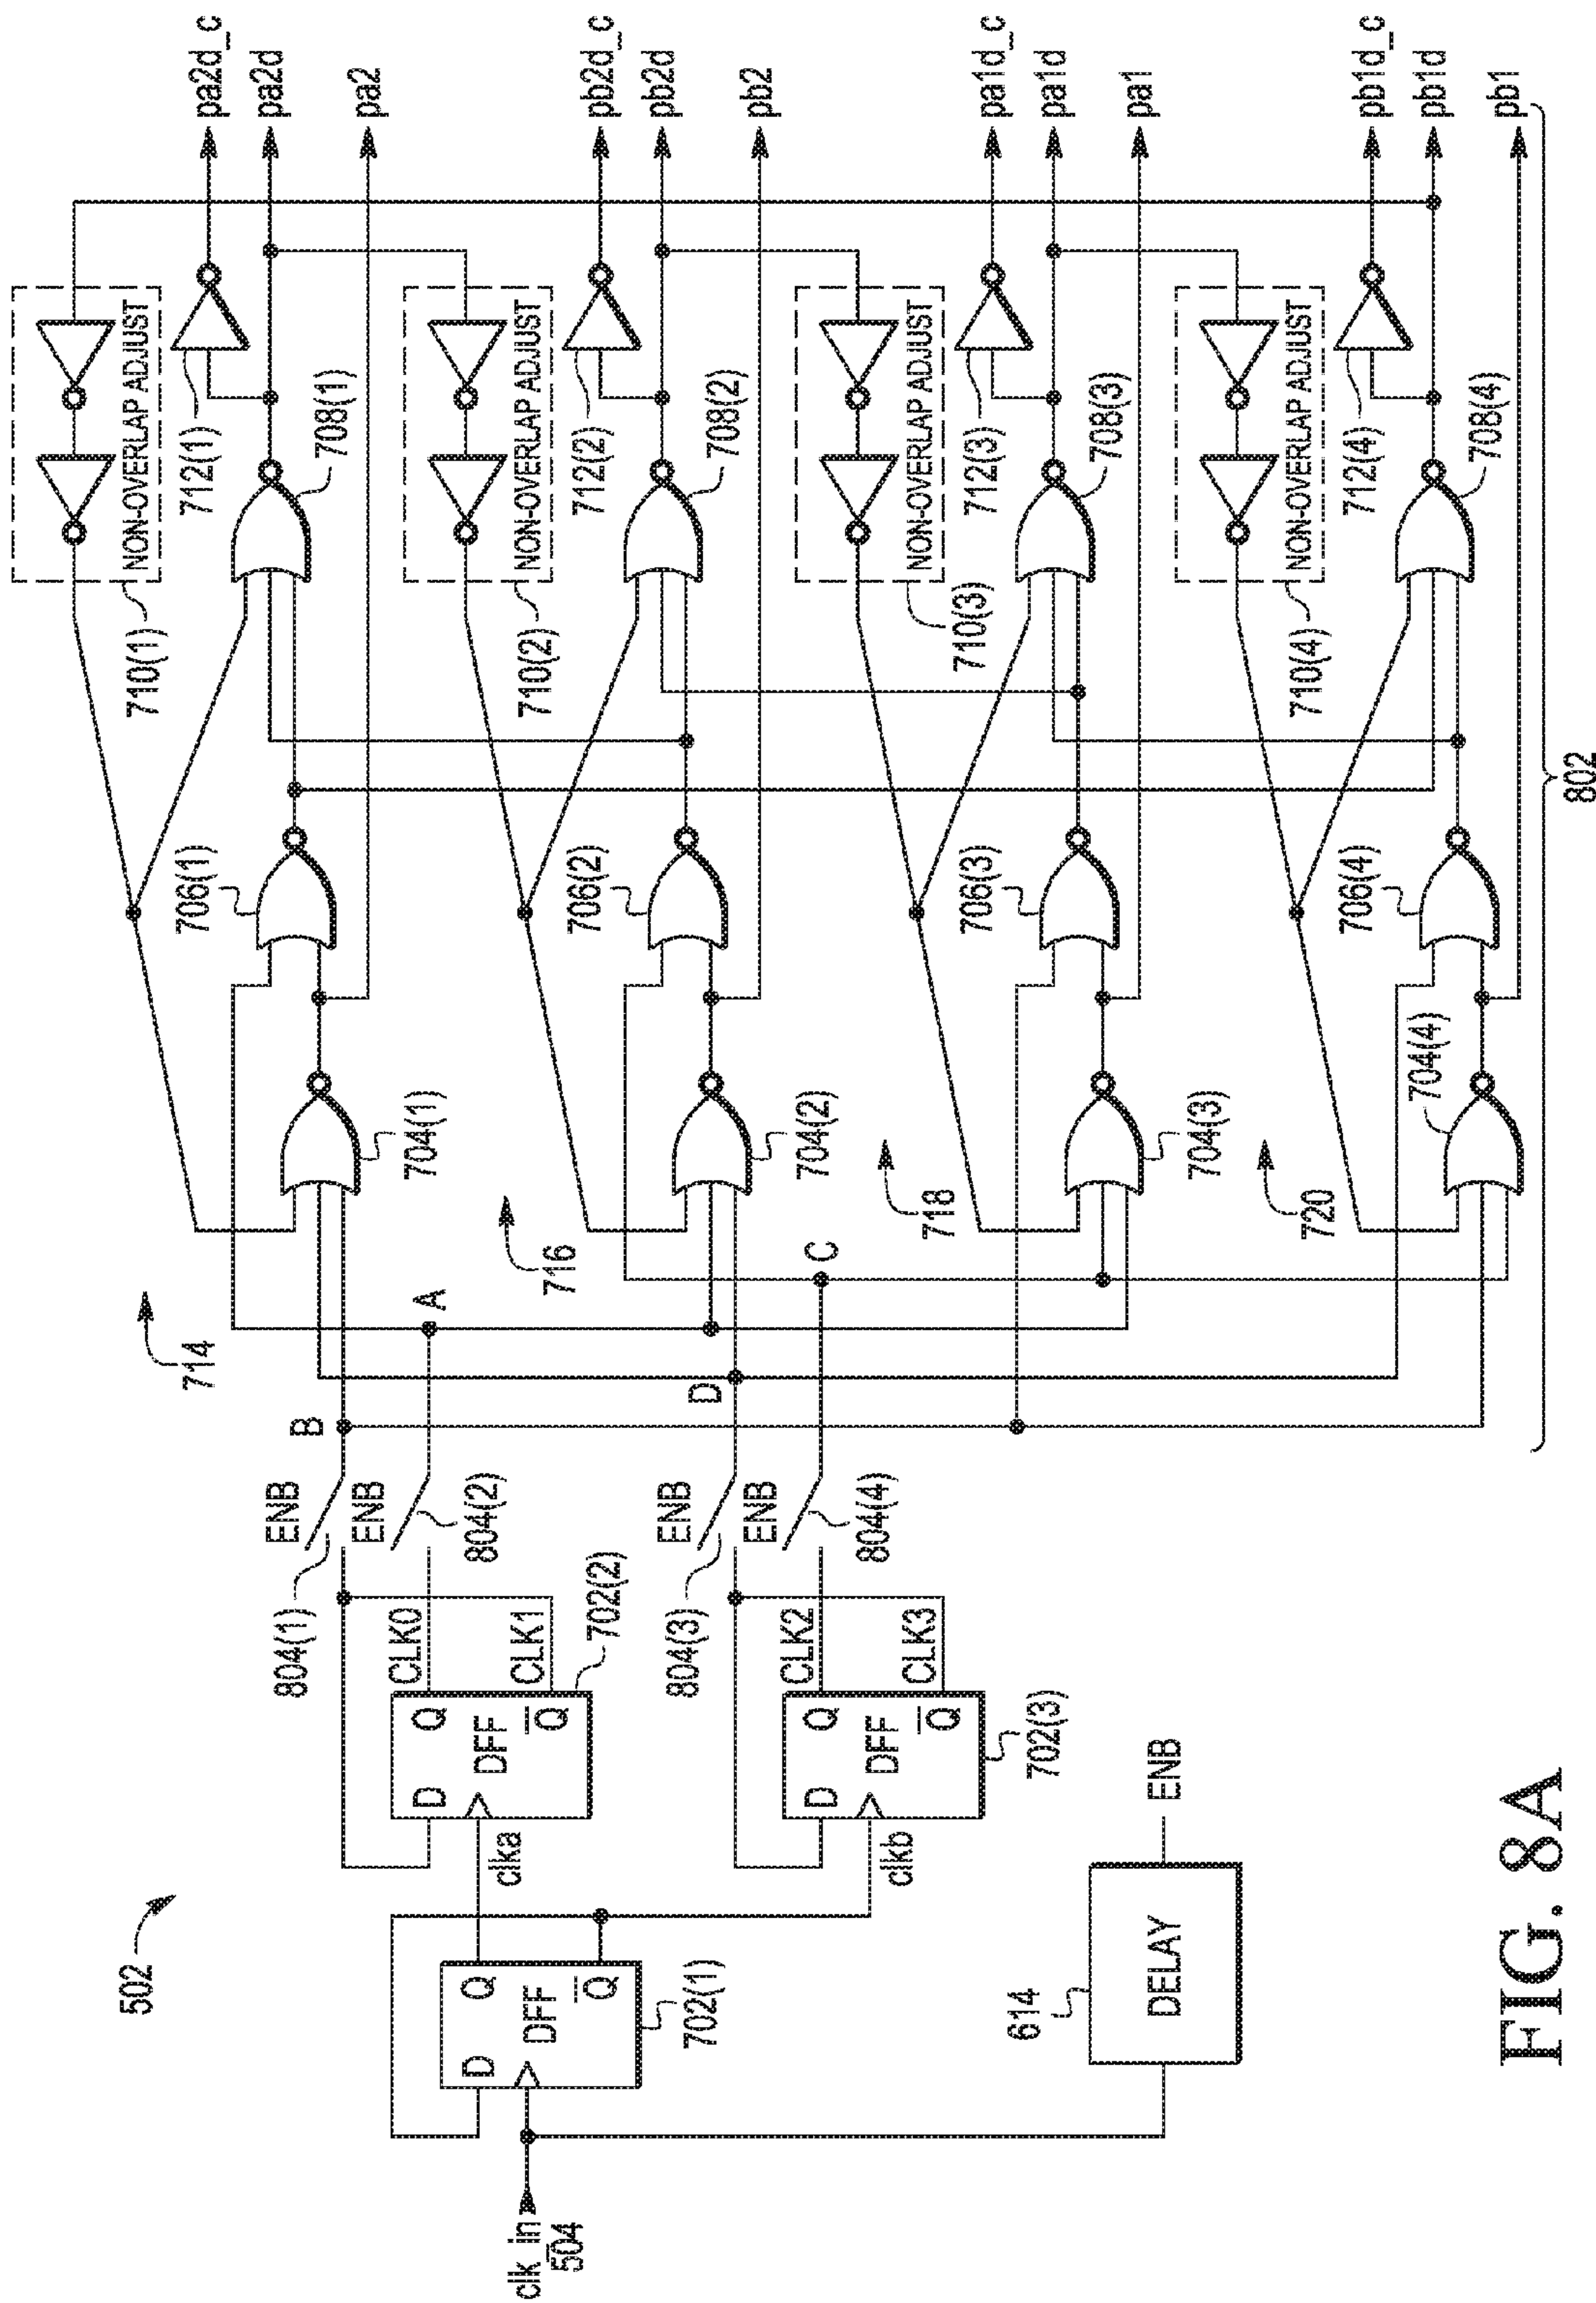 502
clk_in
504
D
Q
DFF
Q
702(1)
614
DELAY
ENB
clka
clkb
D
Q
DFF
Q
CLK0
CLK1
702(2)
D
Q
DFF
Q
CLK2
CLK3
702(3)
804(1)
ENB
ENB
804(2)
804(3)
ENB
ENB
804(4)
B
A
D
C
714
716
718
720
704(1)
704(2)
704(3)
704(4)
706(1)
706(2)
706(3)
706(4)
710(1)
NON-OVERLAP ADJUST
710(2)
NON-OVERLAP ADJUST
710(3)
NON-OVERLAP ADJUST
710(4)
NON-OVERLAP ADJUST
708(1)
708(2)
708(3)
708(4)
712(1)
712(2)
712(3)
712(4)
pa2d_c
pa2d
pa2
pb2d_c
pb2d
pb2
pa1d_c
pa1d
pa1
pb1d_c
pb1d
pb1
802
FIG. 8A